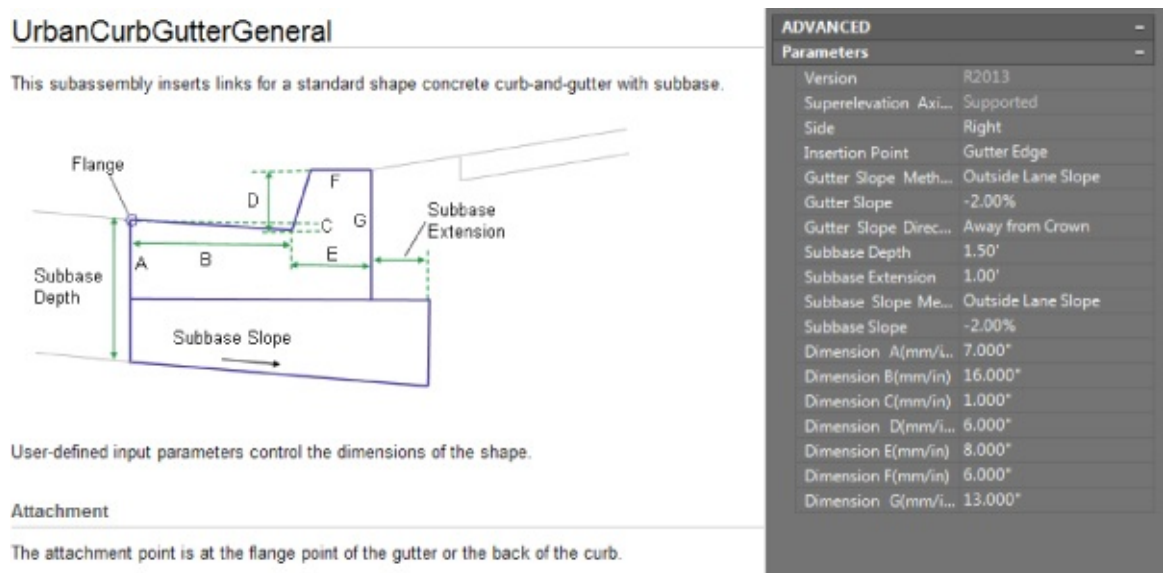 UrbanCurbGutterGeneral
This subassembly inserts links for a standard shape concrete curb-and-gutter with subbase.
Flange
D
F
C
G
Subbase
Extension
A
B
E
Subbase
Depth
Subbase Slope
User-defined input parameters control the dimensions of the shape.
Attachment
The attachment point is at the flange point of the gutter or the back of the curb.
ADVANCED –
Parameters –
Version R2013
Superelevation Axi... Supported
Side Right
Insertion Point Gutter Edge
Gutter Slope Meth... Outside Lane Slope
Gutter Slope -2.00%
Gutter Slope Direc... Away from Crown
Subbase Depth 1.50'
Subbase Extension 1.00'
Subbase Slope Me... Outside Lane Slope
Subbase Slope -2.00%
Dimension A(mm/i... 7.000"
Dimension B(mm/in) 16.000"
Dimension C(mm/in) 1.000"
Dimension D(mm/i... 6.000"
Dimension E(mm/in) 8.000"
Dimension F(mm/in) 6.000"
Dimension G(mm/i... 13.000"